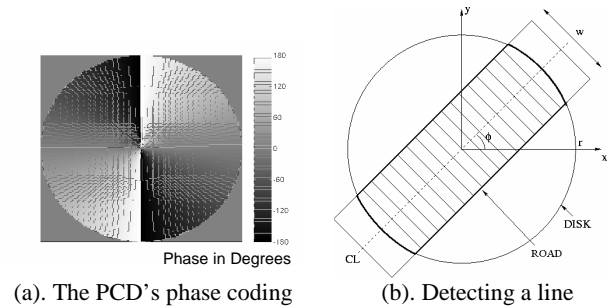 180
120
60
0
-60
-120
-180
Phase in Degrees
(a). The PCD's phase coding
y
w
ϕ
r
x
DISK
ROAD
CL
(b). Detecting a line